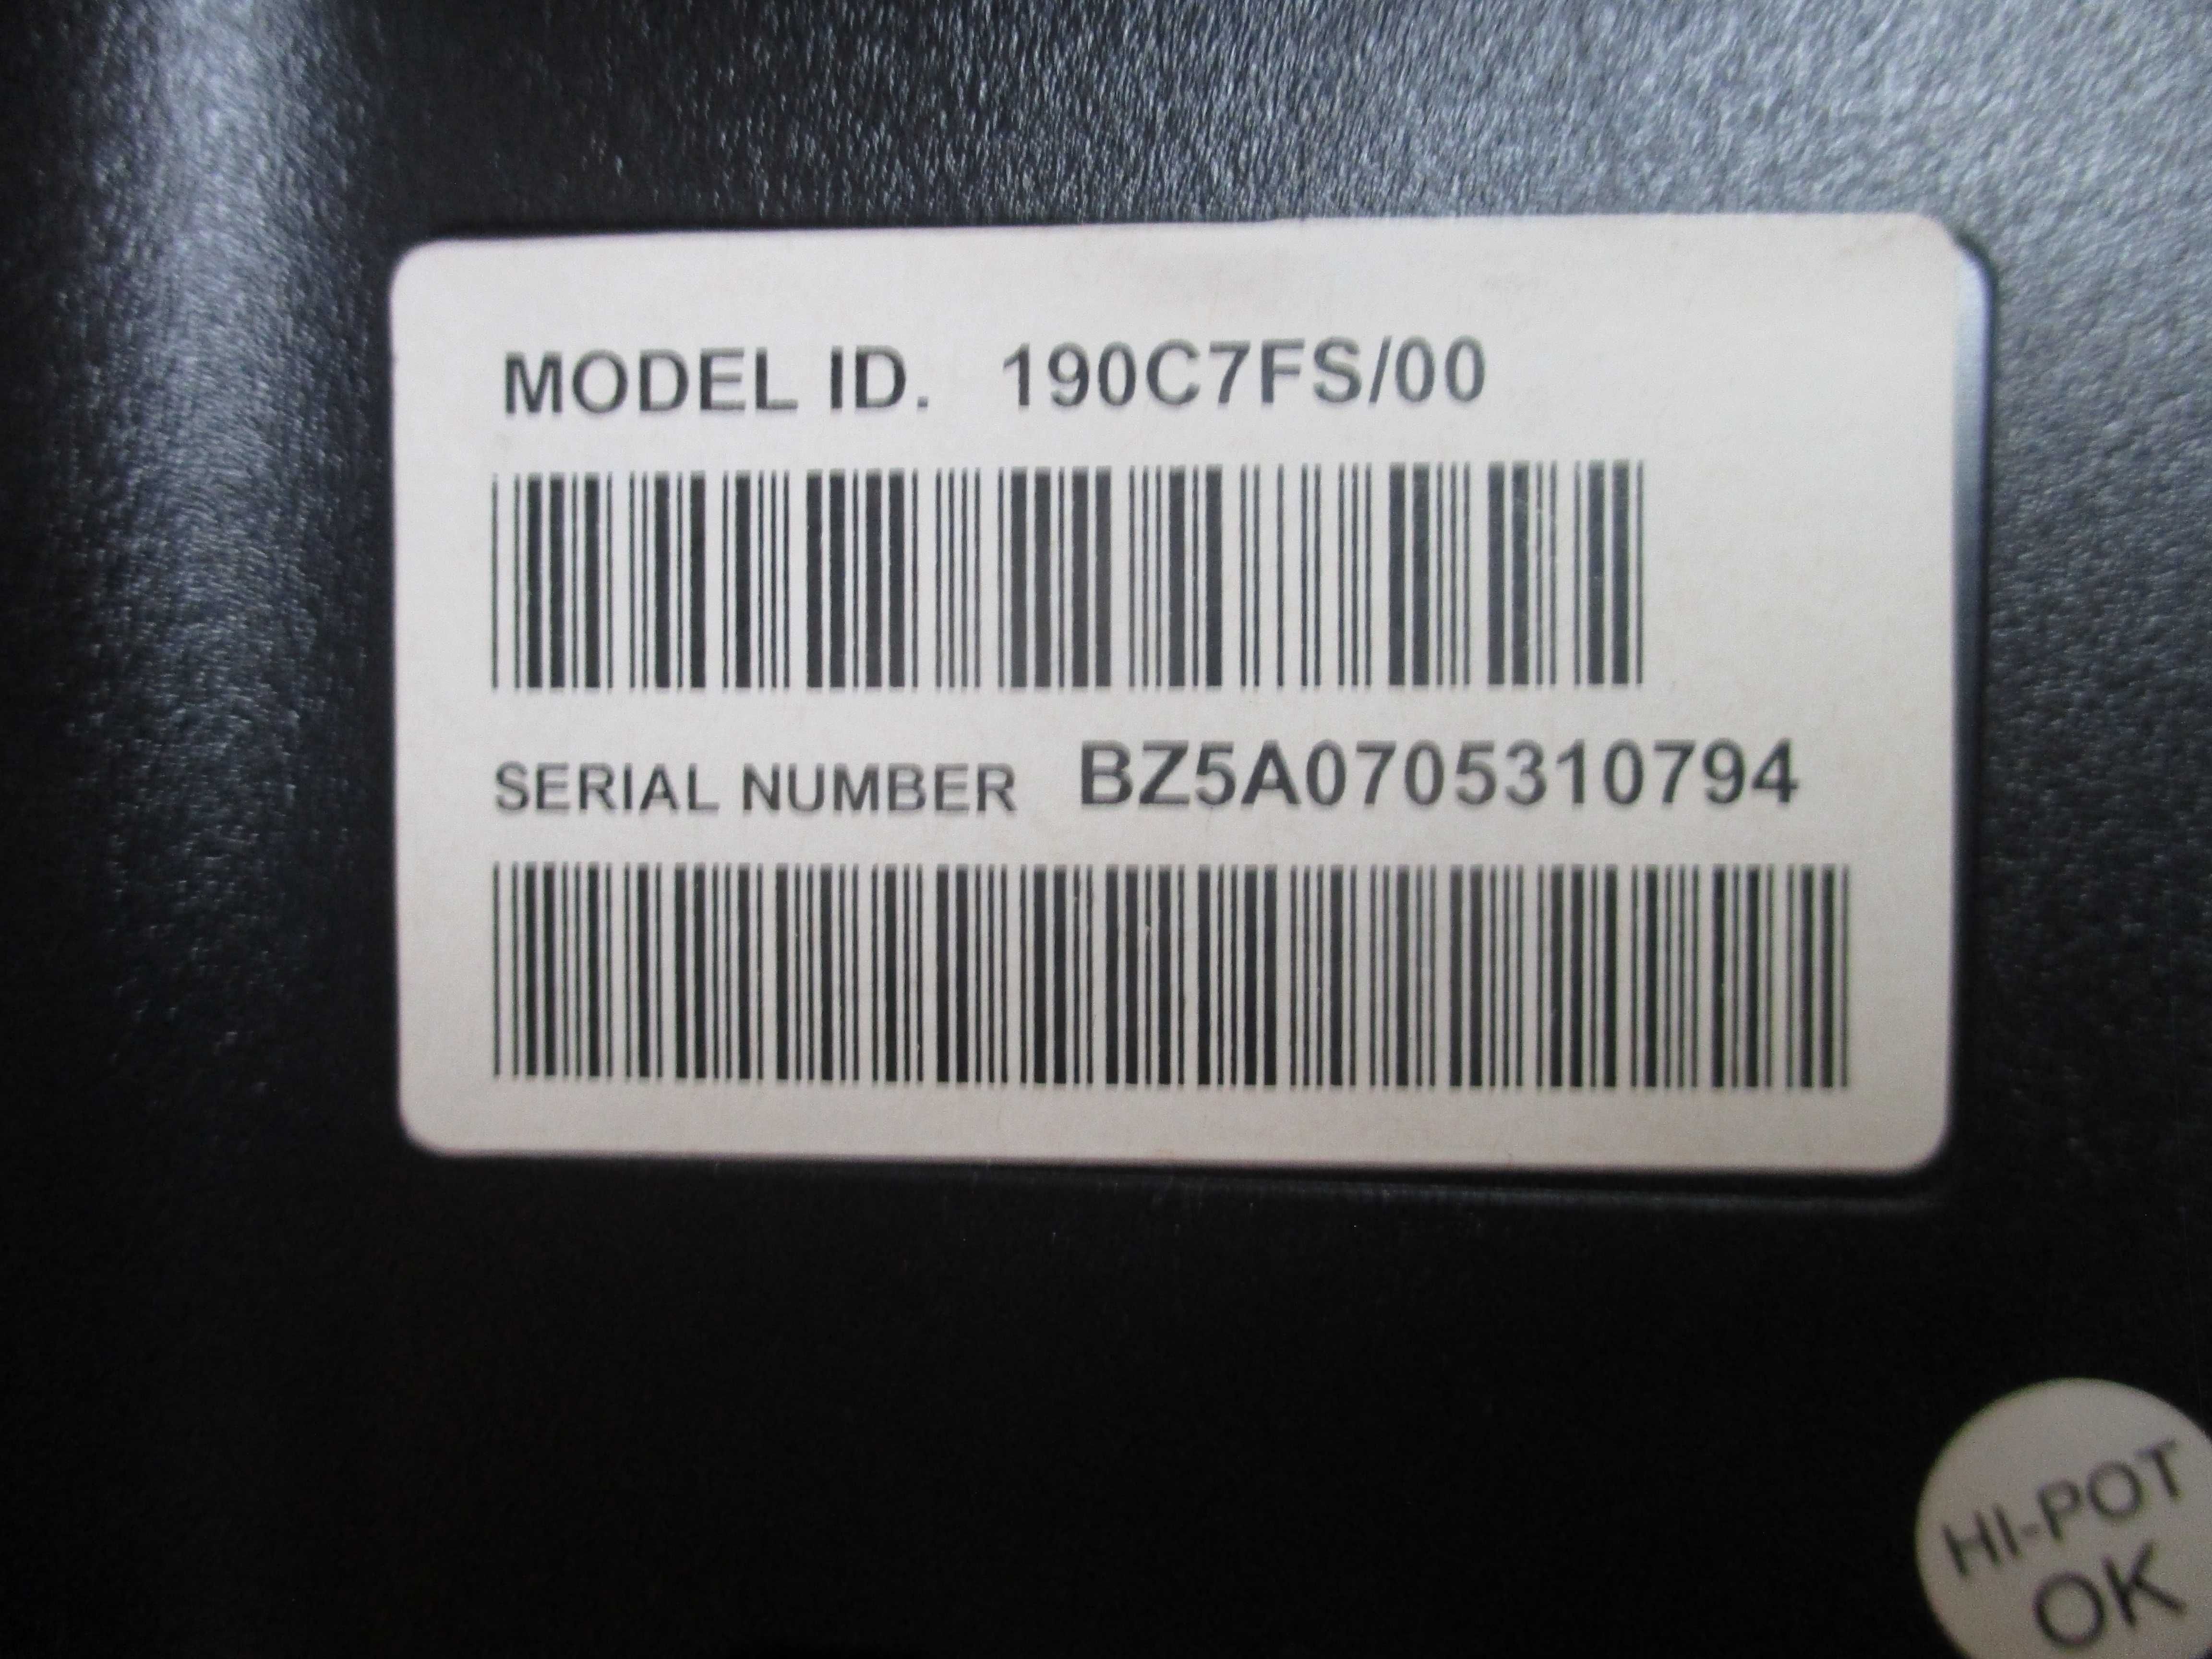 MODEL ID. 190C7FS/00
SERIAL NUMBER BZ5A0705310794
HI-POT
OK